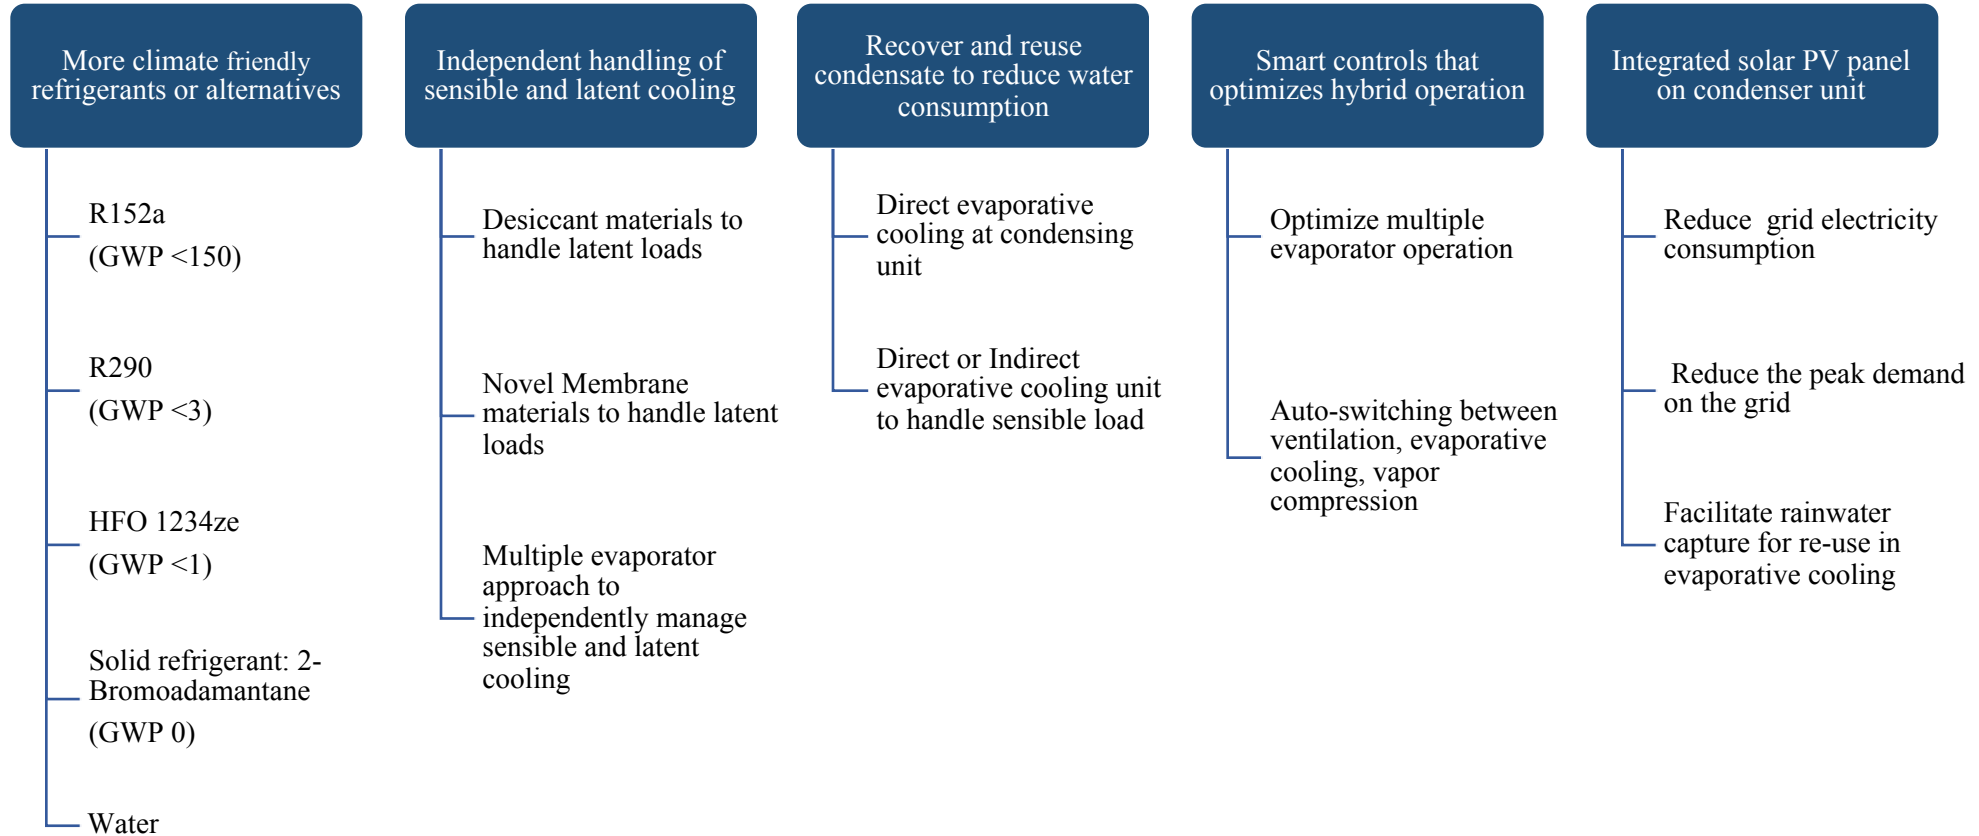 More climate friendly
refrigerants or alternatives
R152a
(GWP <150)
R290
(GWP <3)
HFO 1234ze
(GWP <1)
Solid refrigerant: 2-
Bromoadamantane
(GWP 0)
Water
Independent handling of
sensible and latent cooling
Desiccant materials to
handle latent loads
Novel Membrane
materials to handle latent
loads
Multiple evaporator
approach to
independently manage
sensible and latent
cooling
Recover and reuse
condensate to reduce water
consumption
Direct evaporative
cooling at condensing
unit
Direct or Indirect
evaporative cooling unit
to handle sensible load
Smart controls that
optimizes hybrid operation
Optimize multiple
evaporator operation
Auto-switching between
ventilation, evaporative
cooling, vapor
compression
Integrated solar PV panel
on condenser unit
Reduce grid electricity
consumption
Reduce the peak demand
on the grid
Facilitate rainwater
capture for re-use in
evaporative cooling